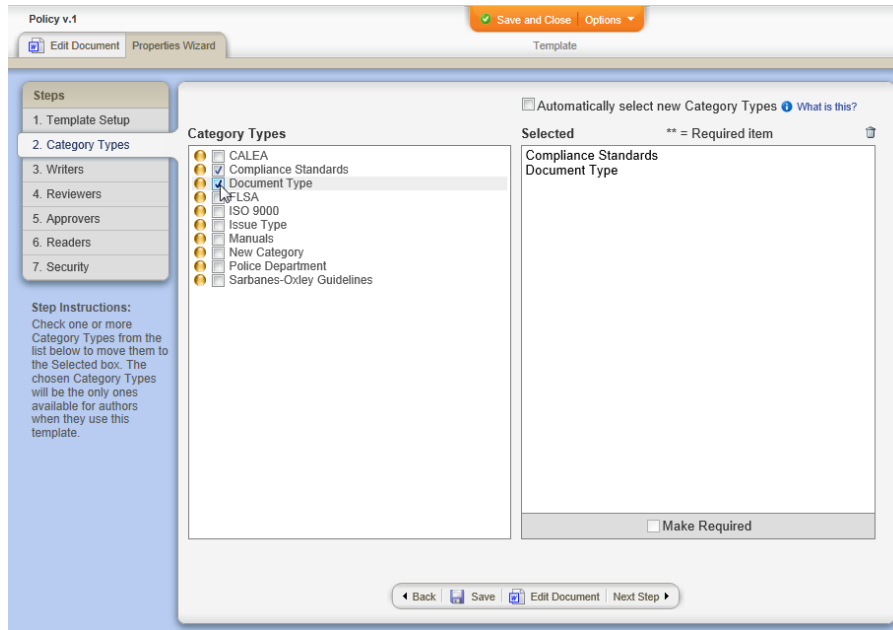 Policy v.1
Save and Close Options
Edit Document Properties Wizard
Template
Steps
1. Template Setup
2. Category Types
3. Writers
4. Reviewers
5. Approvers
6. Readers
7. Security
Step Instructions:
Check one or more
Category Types from the
list below to move them to
the Selected box. The
chosen Category Types
will be the only ones
available for authors
when they use this
template.
Automatically select new Category Types What is this?
Category Types
CALEA
Compliance Standards
Document Type
FLSA
ISO 9000
Issue Type
Manuals
New Category
Police Department
Sarbanes-Oxley Guidelines
Selected ** = Required item
Compliance Standards
Document Type
Make Required
Back Save Edit Document Next Step